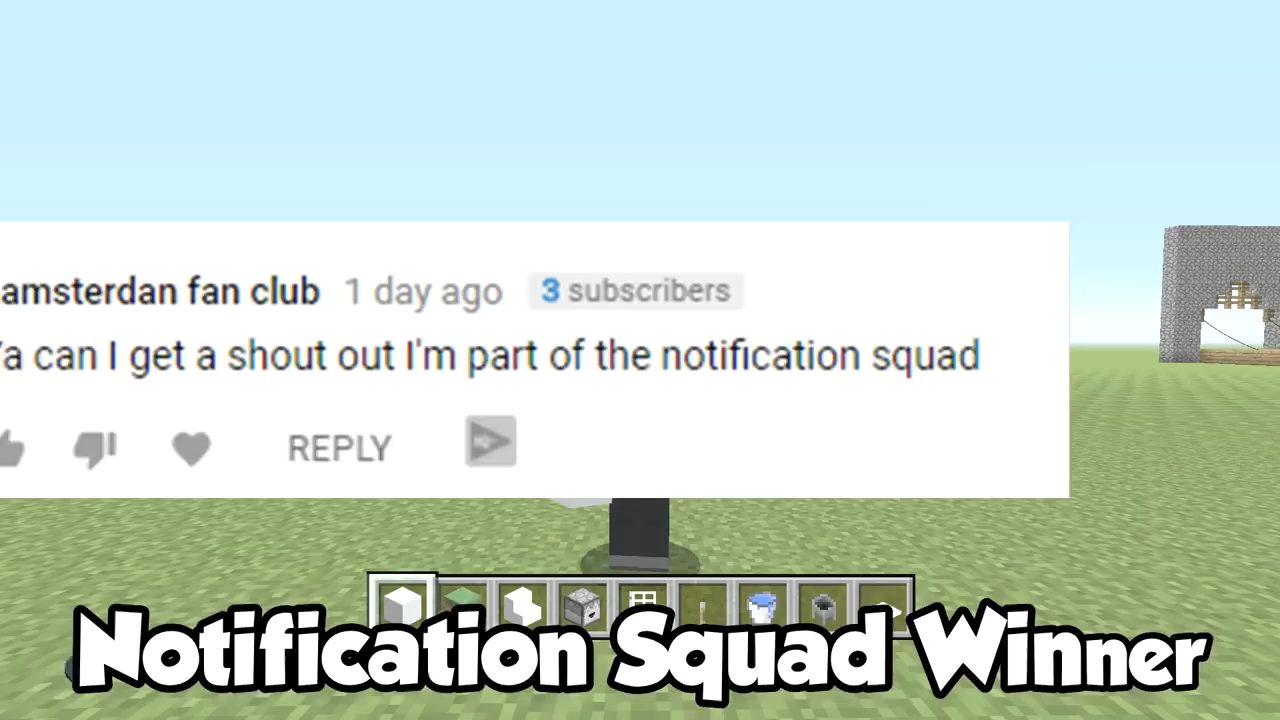 amsterdan fan club 1 day ago 3 subscribers
can I get a shout out I'm part of the notification squad
REPLY
Notification Squad Winner